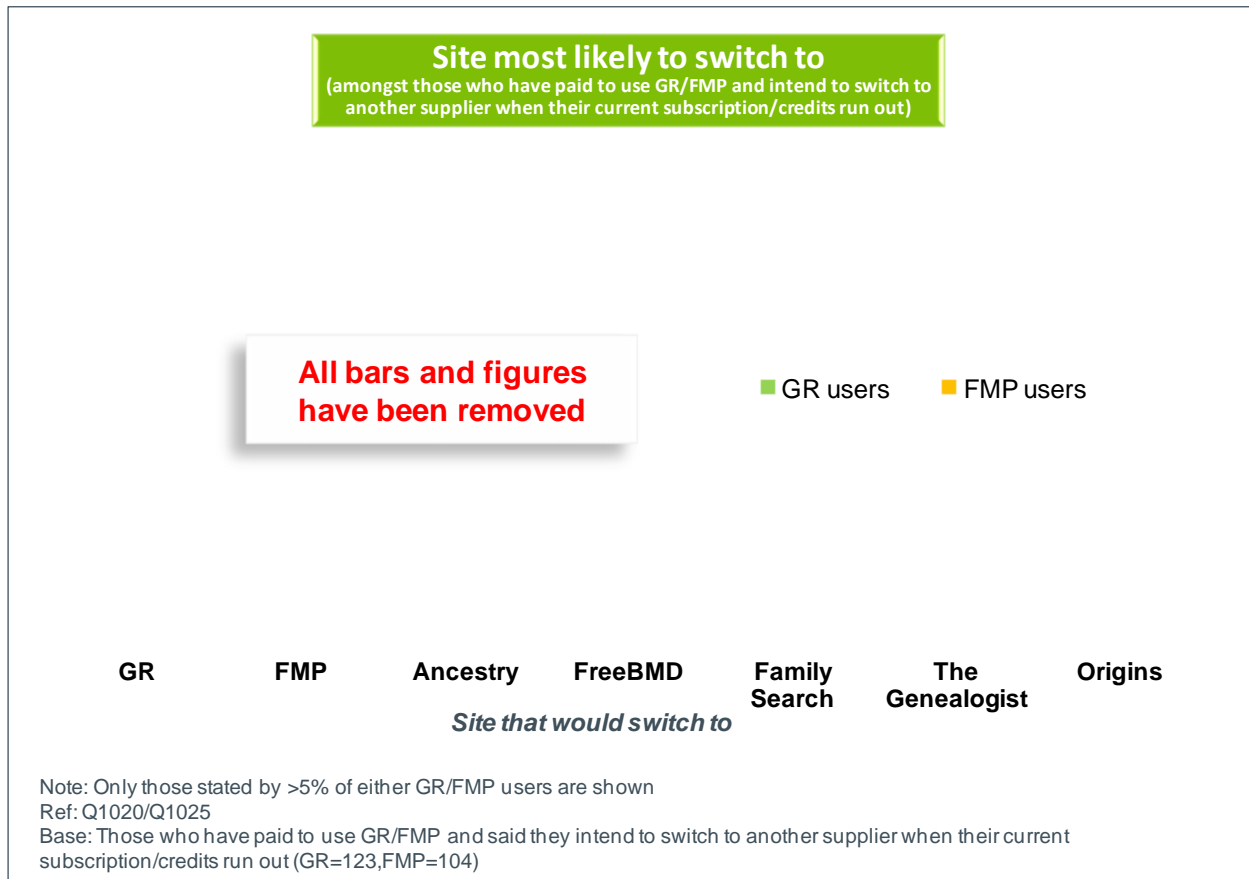 Site most likely to switch to
(amongst those who have paid to use GR/FMP and intend to switch to
another supplier when their current subscription/credits run out)
All bars and figures
have been removed
GR users
FMP users
GR
FMP
Ancestry
FreeBMD
Family
Search
The
Genealogist
Origins
Site that would switch to
Note: Only those stated by >5% of either GR/FMP users are shown
Ref: Q1020/Q1025
Base: Those who have paid to use GR/FMP and said they intend to switch to another supplier when their current
subscription/credits run out (GR=123,FMP=104)